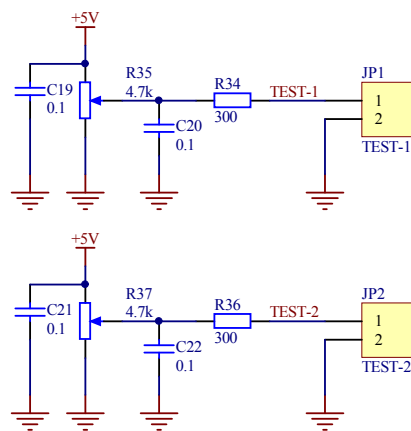 +5V
C19
0.1
R35
4.7k
C20
0.1
R34
300
TEST-1
JP1
1
2
TEST-1
+5V
C21
0.1
R37
4.7k
C22
0.1
R36
300
TEST-2
JP2
1
2
TEST-2